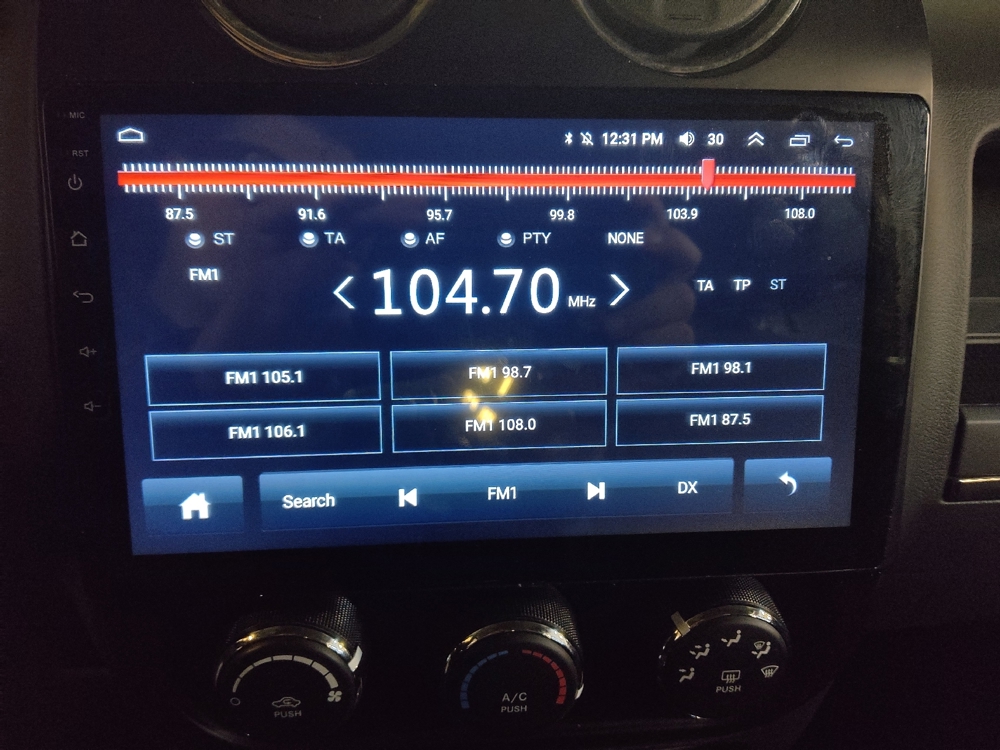 MIC
12:31 PM 30
RST
87.5 91.6 95.7 99.8 103.9 108.0
ST TA AF PTY NONE
FM1
104.70 MHz
TA TP ST
FM1 105.1 FM1 98.7 FM1 98.1
FM1 106.1 FM1 108.0 FM1 87.5
Search FM1 DX
PUSH
A/C
PUSH
PUSH